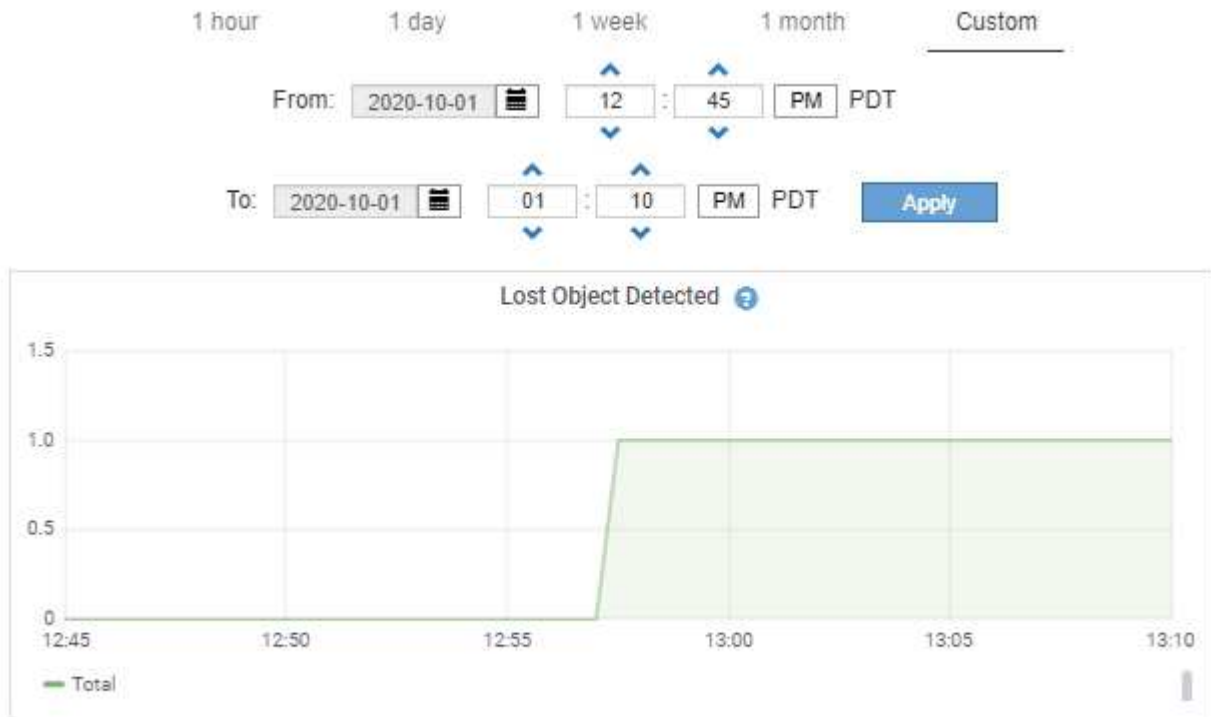 1 hour 1 day 1 week 1 month Custom
From: 2020-10-01 12 : 45 PM PDT
To: 2020-10-01 01 : 10 PM PDT Apply
Lost Object Detected ?
1.5
1.0
0.5
0
12:45 12:50 12:55 13:00 13:05 13:10
Total